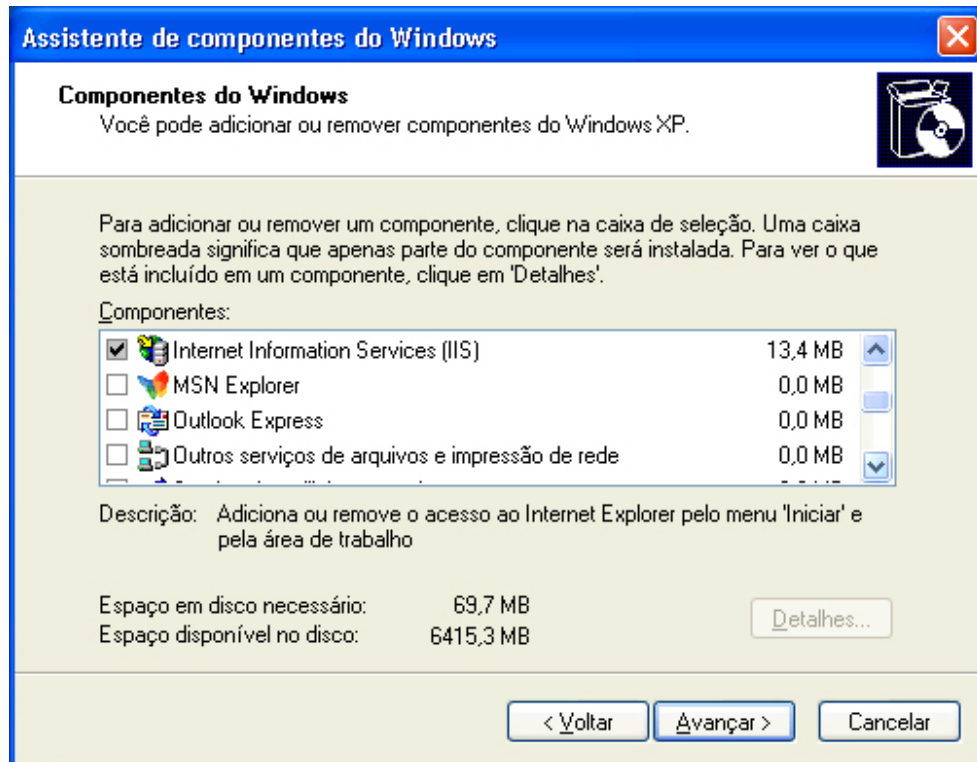 Assistente de componentes do Windows
Componentes do Windows
Você pode adicionar ou remover componentes do Windows XP.
Para adicionar ou remover um componente, clique na caixa de seleção. Uma caixa
sombreada significa que apenas parte do componente será instalada. Para ver o que
está incluído em um componente, clique em 'Detalhes'.
Componentes:
Internet Information Services (IIS) 13,4 MB
MSN Explorer 0,0 MB
Outlook Express 0,0 MB
Outros serviços de arquivos e impressão de rede 0,0 MB
Descrição: Adiciona ou remove o acesso ao Internet Explorer pelo menu 'Iniciar' e
pela área de trabalho
Espaço em disco necessário: 69,7 MB
Espaço disponível no disco: 6415,3 MB
Detalhes...
< Voltar Avançar > Cancelar